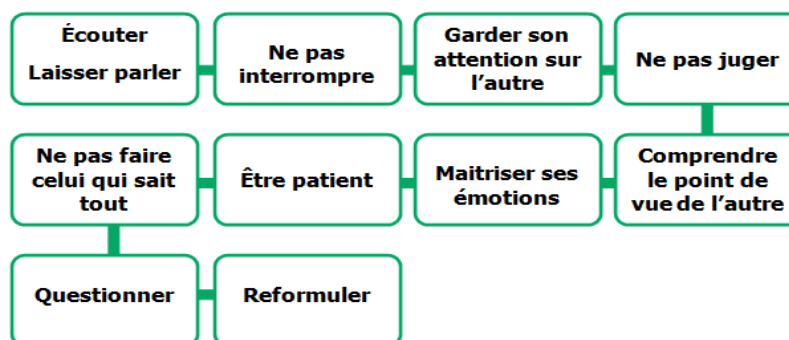 Écouter
Laisser parler
Ne pas
interrompre
Garder son
attention sur
l'autre
Ne pas juger
Comprendre
le point de
vue de l'autre
Maitriser ses
émotions
Être patient
Ne pas faire
celui qui sait
tout
Questionner
Reformuler